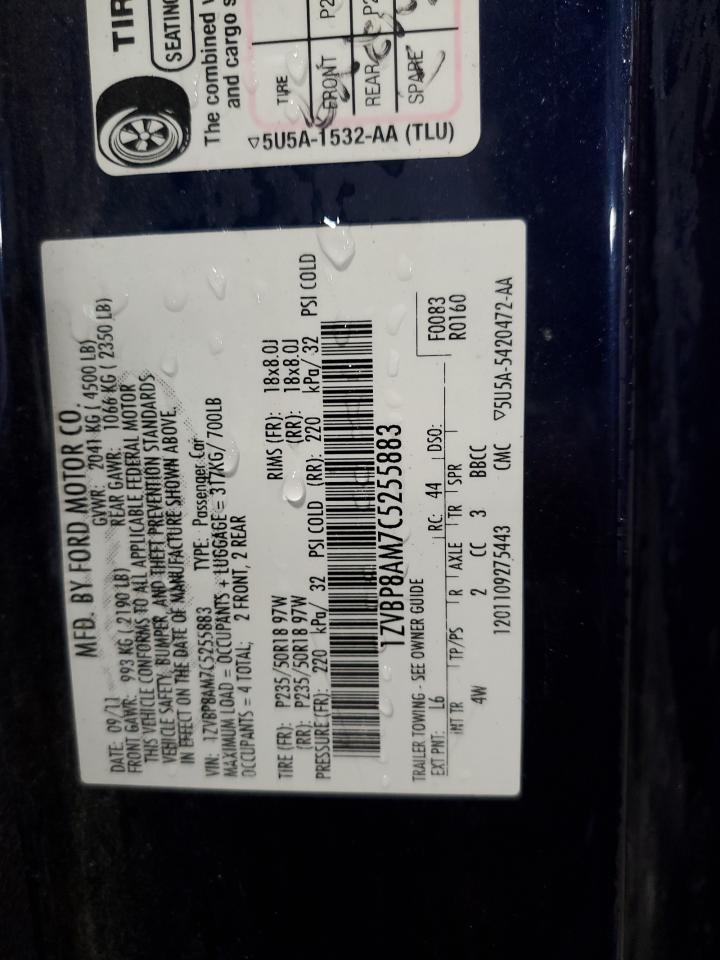 TIR
SEATING
The combined
and cargo s
TIRE
FRONT P2
REAR P2
SPARE
▽5U5A-1532-AA (TLU)
MFD. BY FORD MOTOR CO.
DATE: 09/11 GVWR: 2041 KG ( 4500 LB)
FRONT GAWR: 993 KG ( 2190 LB) REAR GAWR: 1066 KG ( 2350 LB)
THIS VEHICLE CONFORMS TO ALL APPLICABLE FEDERAL MOTOR
VEHICLE SAFETY, BUMPER, AND THEFT PREVENTION STANDARDS
IN EFFECT ON THE DATE OF MANUFACTURE SHOWN ABOVE.
VIN: 1ZVBP8AM7C5255883 TYPE: Passenger Car
MAXIMUM LOAD = OCCUPANTS + LUGGAGE = 317KG/ 700LB
OCCUPANTS = 4 TOTAL; 2 FRONT, 2 REAR
TIRE (FR): P235/50R18 97W RIMS (FR): 18x8.0J
(RR): P235/50R18 97W (RR): 18x8.0J
PRESSURE (FR): 220 kPa/ 32 PSI COLD (RR): 220 kPa/ 32 PSI COLD
1ZVBP8AM7C5255883
TRAILER TOWING - SEE OWNER GUIDE
EXT PNT: L6 RC: 44 DSO: F0083
R0160
INT TR TP/PS R AXLE TR SPR
4W 2 CC 3 BBCC
1201109275443 CMC ▽5U5A-5420472-AA